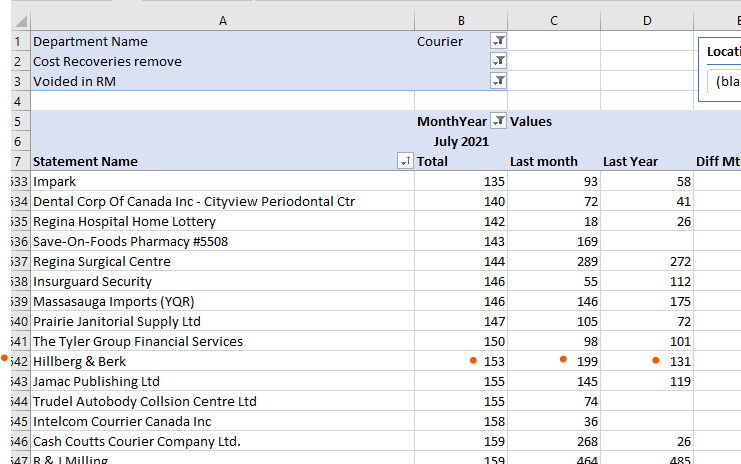 A B C D
1 Department Name Courier
2 Cost Recoveries remove
3 Voided in RM
4
5 MonthYear Values
6 July 2021
7 Statement Name Total Last month Last Year Diff Mt
533 Impark 135 93 58
534 Dental Corp Of Canada Inc - Cityview Periodontal Ctr 140 72 41
535 Regina Hospital Home Lottery 142 18 26
536 Save-On-Foods Pharmacy #5508 143 169
537 Regina Surgical Centre 144 289 272
538 Insurguard Security 146 55 112
539 Massasauga Imports (YQR) 146 146 175
540 Prairie Janitorial Supply Ltd 147 105 72
541 The Tyler Group Financial Services 150 98 101
542 Hillberg & Berk 153 199 131
543 Jamac Publishing Ltd 155 145 119
544 Trudel Autobody Collsion Centre Ltd 155 74
545 Intelcom Courrier Canada Inc 158 36
546 Cash Coutts Courier Company Ltd. 159 268 26
547 R & J Milling 159 464 485
Locati
(bla